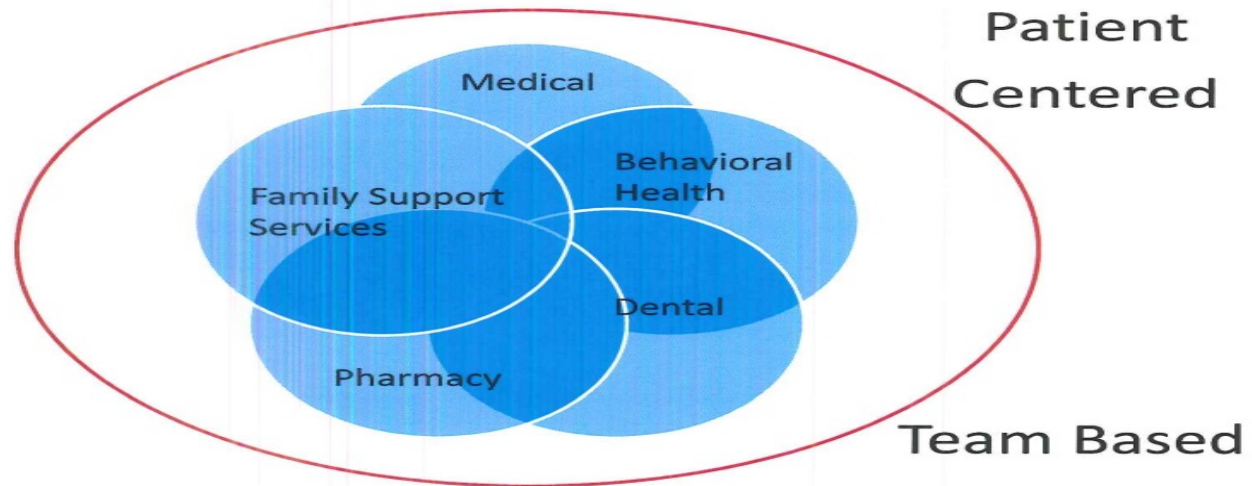 Patient
Centered
Medical
Behavioral
Health
Family Support
Services
Dental
Pharmacy
Team Based